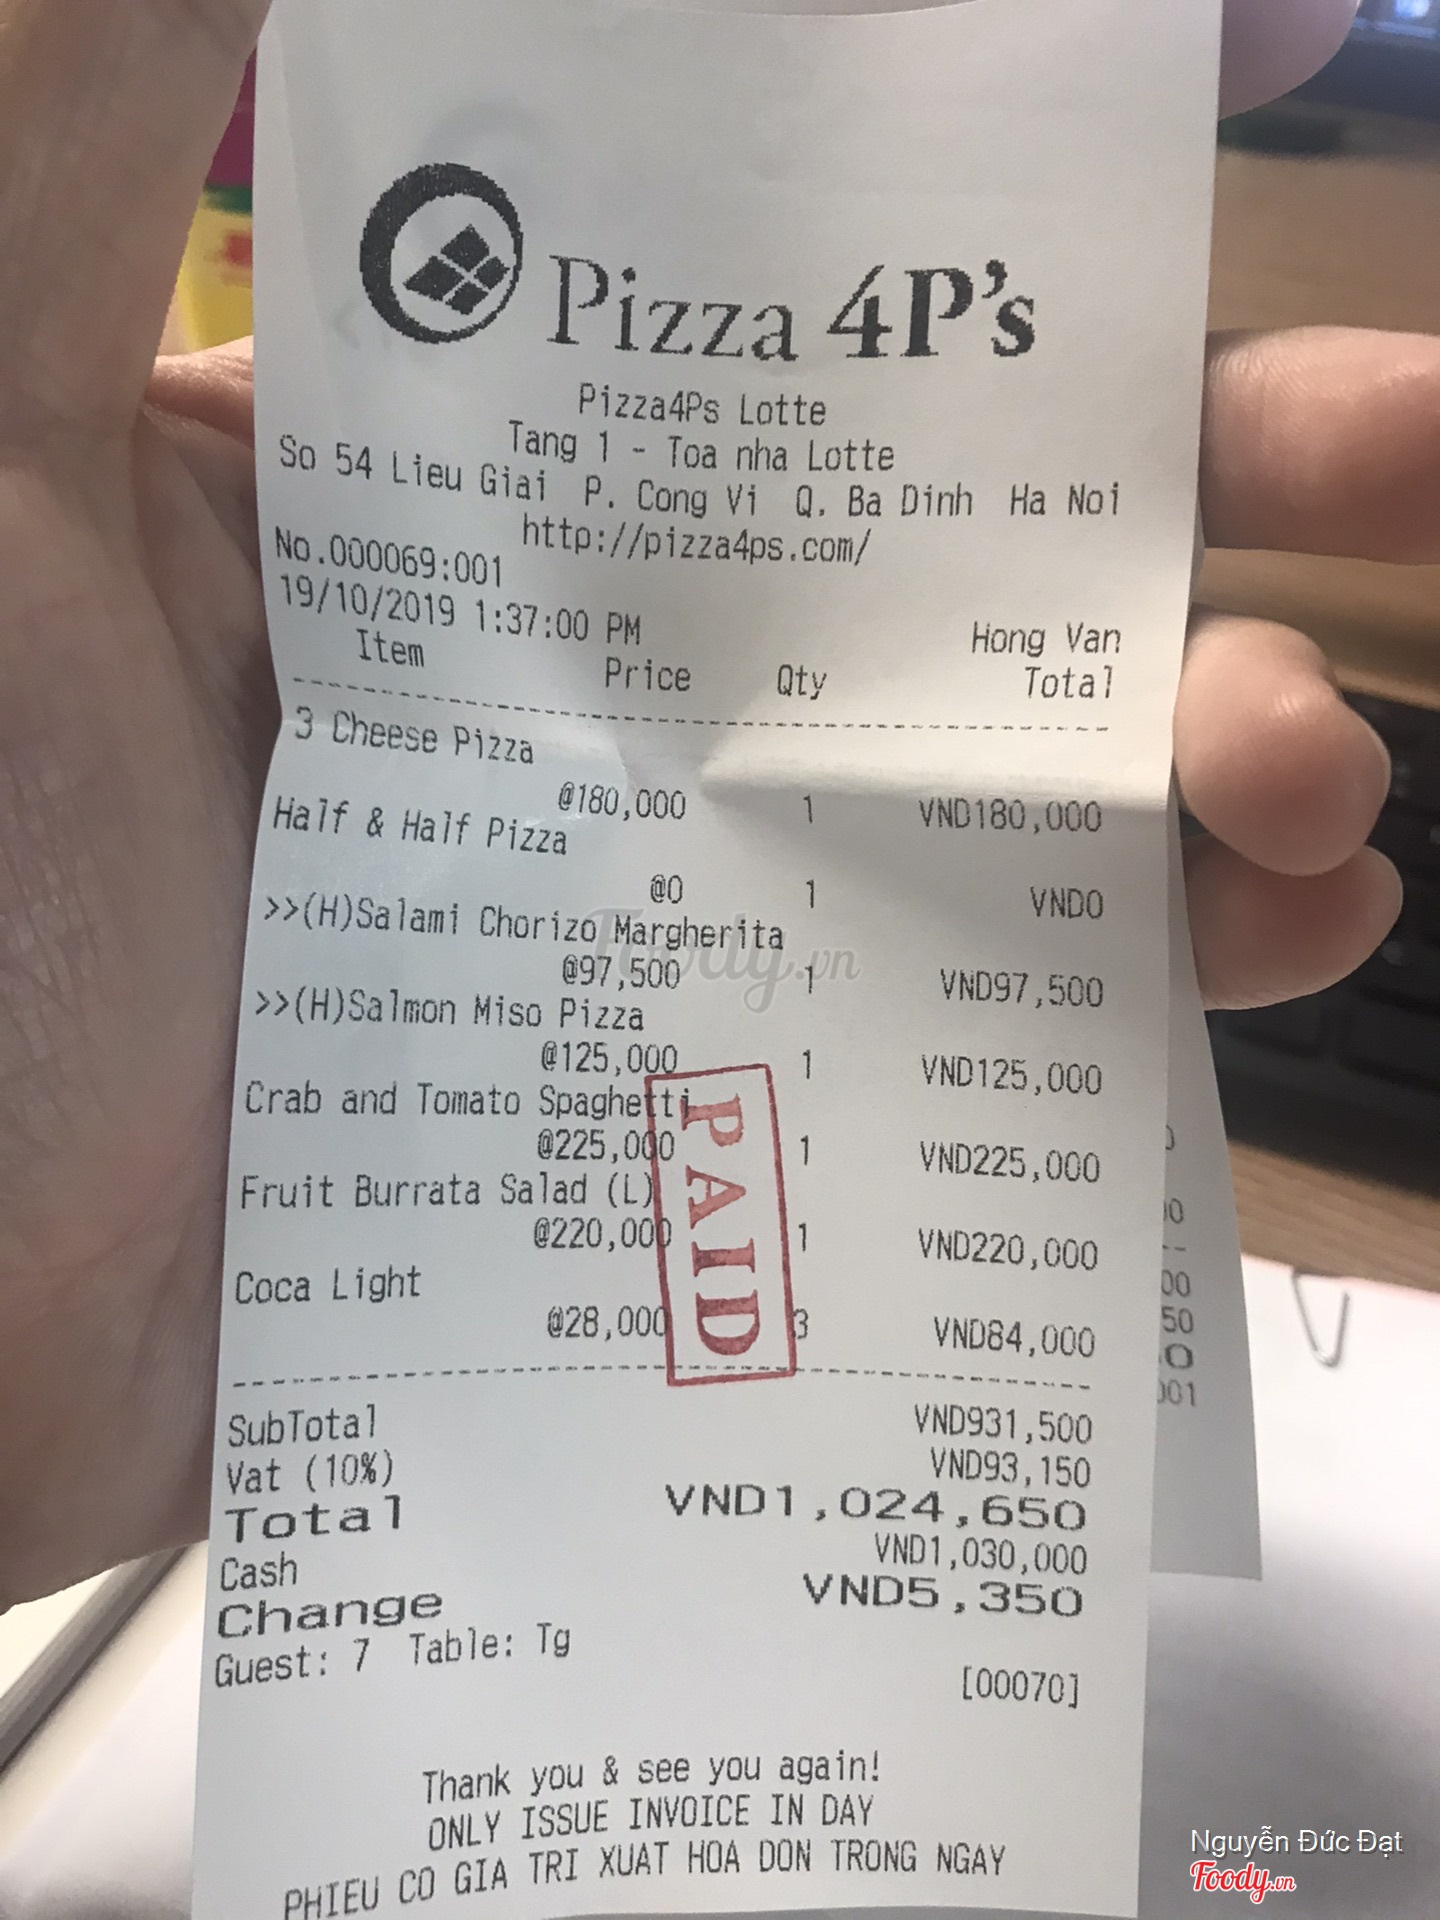 Pizza 4P's
Pizza4Ps Lotte
Tang 1 - Toa nha Lotte
So 54 Lieu Giai P. Cong Vi Q. Ba Dinh Ha Noi
http://pizza4ps.com/
No.000069:001
19/10/2019 1:37:00 PM Hong Van
Item Price Qty Total
3 Cheese Pizza
@180,000 1 VND180,000
Half & Half Pizza
@0 1 VND0
>>(H)Salami Chorizo Margherita
@97,500 1 VND97,500
>>(H)Salmon Miso Pizza
@125,000 1 VND125,000
Crab and Tomato Spaghetti
@225,000 1 VND225,000
Fruit Burrata Salad (L)
@220,000 1 VND220,000
Coca Light
@28,000 3 VND84,000
PAID
SubTotal VND931,500
Vat (10%) VND93,150
Total VND1,024,650
Cash VND1,030,000
Change VND5,350
Guest: 7 Table: Tg
[00070]
Thank you & see you again!
ONLY ISSUE INVOICE IN DAY
PHIEU CO GIA TRI XUAT HOA DON TRONG NGAY
Foody.vn
Nguyễn Đức Đạt
Foody.vn